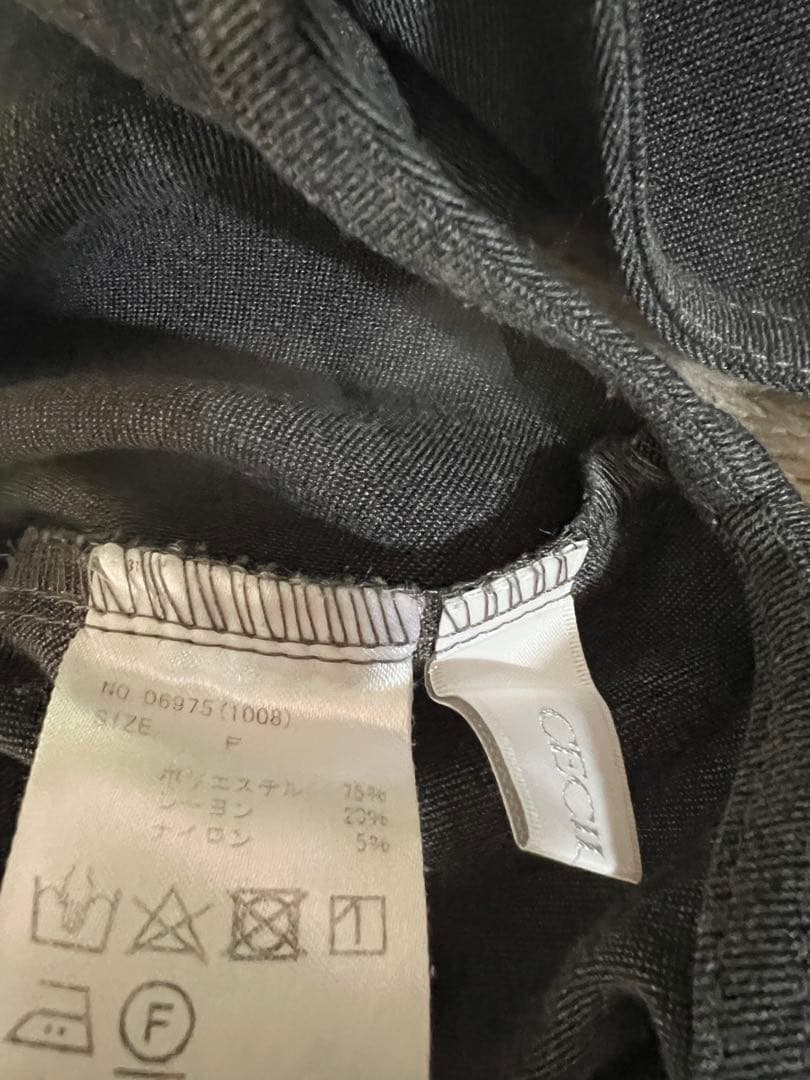 NO 06975(1008)
SIZE F
ポリエステル 75%
レーヨン 20%
ナイロン 5%
F
CECIL